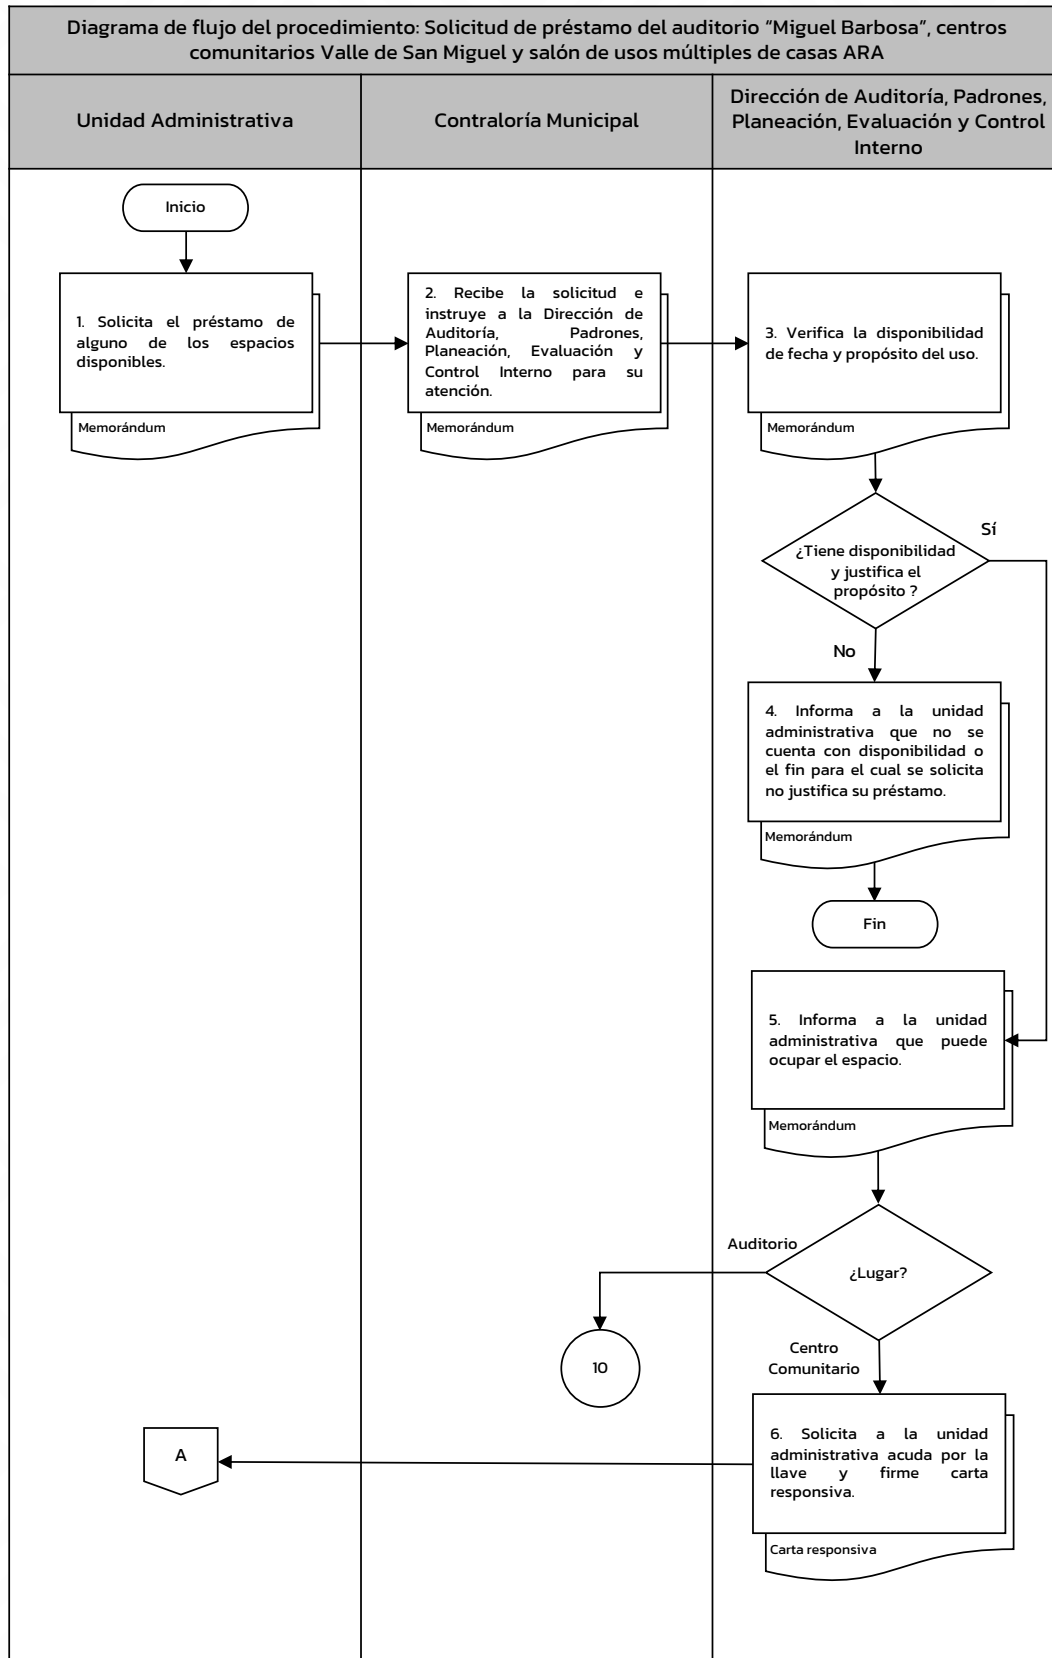 Diagrama de flujo del procedimiento: Solicitud de préstamo del auditorio “Miguel Barbosa”, centros
comunitarios Valle de San Miguel y salón de usos múltiples de casas ARA
Unidad Administrativa
Contraloría Municipal
Dirección de Auditoría, Padrones,
Planeación, Evaluación y Control
Interno
Inicio
1. Solicita el préstamo de
alguno de los espacios
disponibles.
Memorándum
2. Recibe la solicitud e
instruye a la Dirección de
Auditoría, Padrones,
Planeación, Evaluación y
Control Interno para su
atención.
Memorándum
3. Verifica la disponibilidad
de fecha y propósito del uso.
Memorándum
¿Tiene disponibilidad
y justifica el
propósito ?
Sí
No
4. Informa a la unidad
administrativa que no se
cuenta con disponibilidad o
el fin para el cual se solicita
no justifica su préstamo.
Memorándum
Fin
5. Informa a la unidad
administrativa que puede
ocupar el espacio.
Memorándum
Auditorio
¿Lugar?
10
Centro
Comunitario
6. Solicita a la unidad
administrativa acuda por la
llave y firme carta
responsiva.
Carta responsiva
A